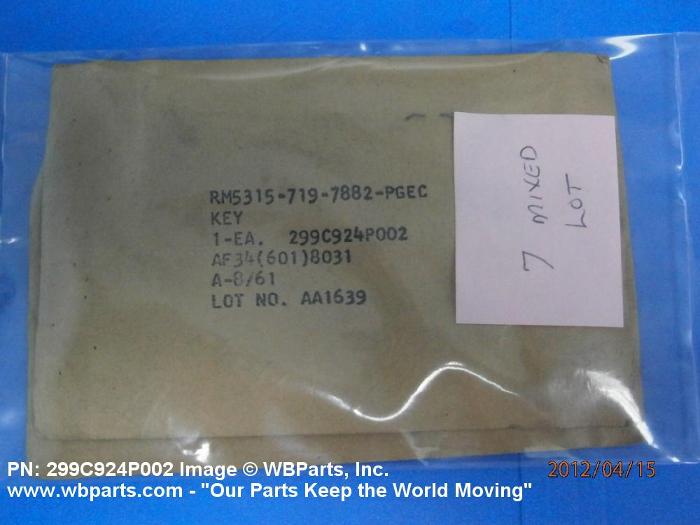 RM5315-719-7882-PGEC
KEY
1-EA. 299C924P002
AF34(601)8031
A-8/61
LOT NO. AA1639
7 MIXED
LOT
PN: 299C924P002 Image © WBParts, Inc.
2012/04/15
www.wbparts.com - "Our Parts Keep the World Moving"